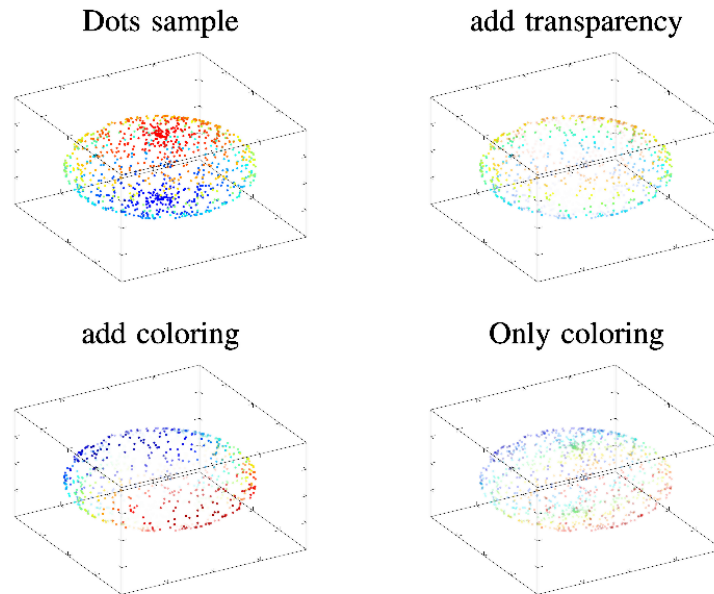 Dots sample
add transparency
add coloring
Only coloring